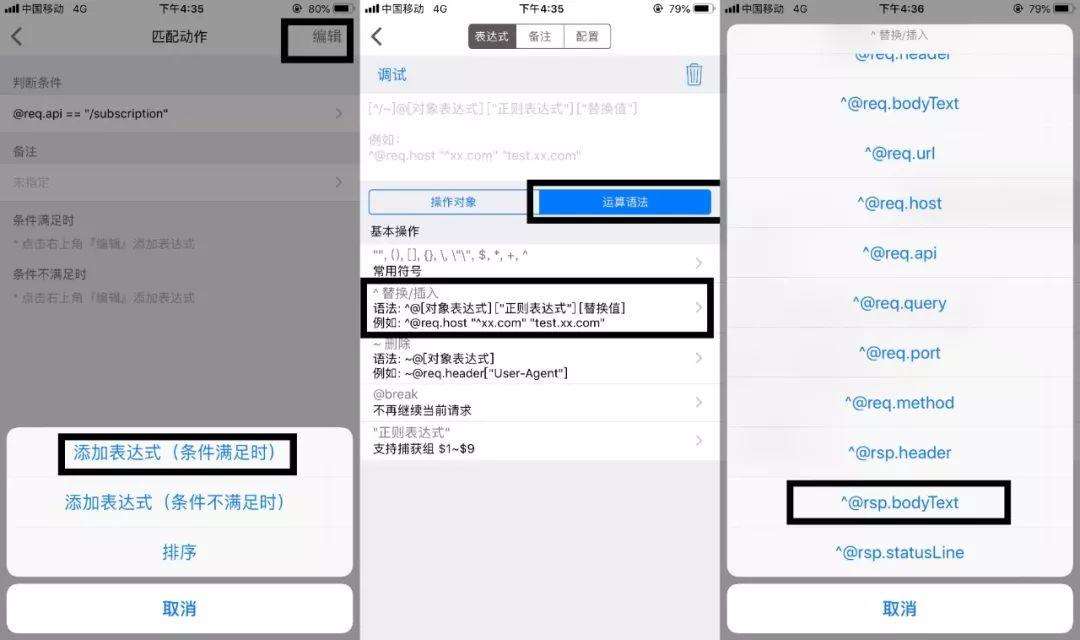 中国移动 4G 下午4:35 80%
匹配动作 编辑
判断条件
@req.api == "/subscription"
备注
未指定
条件满足时
* 点击右上角『编辑』添加表达式
条件不满足时
* 点击右上角『编辑』添加表达式
添加表达式（条件满足时）
添加表达式（条件不满足时）
排序
取消
中国移动 4G 下午4:35 79%
表达式 备注 配置
调试
[^/~]@[对象表达式]["正则表达式"]["替换值"]
例如:
^@req.host "^xx.com" "test.xx.com"
操作对象 运算语法
基本操作
"", (), [], {}, \, \"\", $, *, +, ^
常用符号
^ 替换/插入
语法: ^@[对象表达式]["正则表达式"][替换值]
例如: ^@req.host "^xx.com" "test.xx.com"
~ 删除
语法: ~@[对象表达式]
例如: ~@req.header["User-Agent"]
@break
不再继续当前请求
"正则表达式"
支持捕获组 $1~$9
中国移动 4G 下午4:36 79%
^ 替换/插入
^@req.header
^@req.bodyText
^@req.url
^@req.host
^@req.api
^@req.query
^@req.port
^@req.method
^@rsp.header
^@rsp.bodyText
^@rsp.statusLine
取消